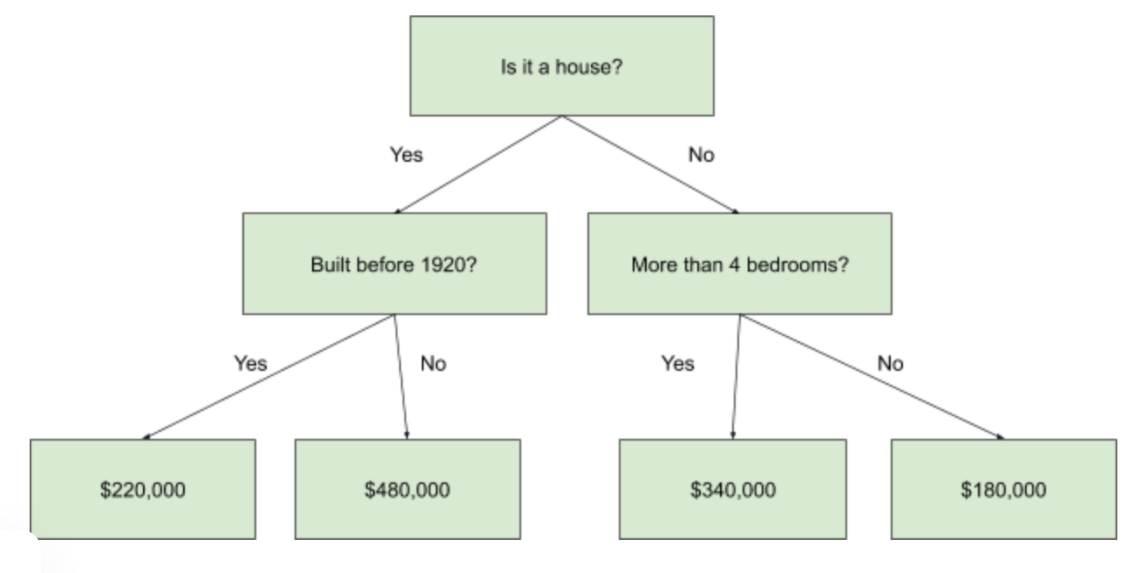 Is it a house?
Yes
No
Built before 1920?
More than 4 bedrooms?
Yes
No
Yes
No
$220,000
$480,000
$340,000
$180,000